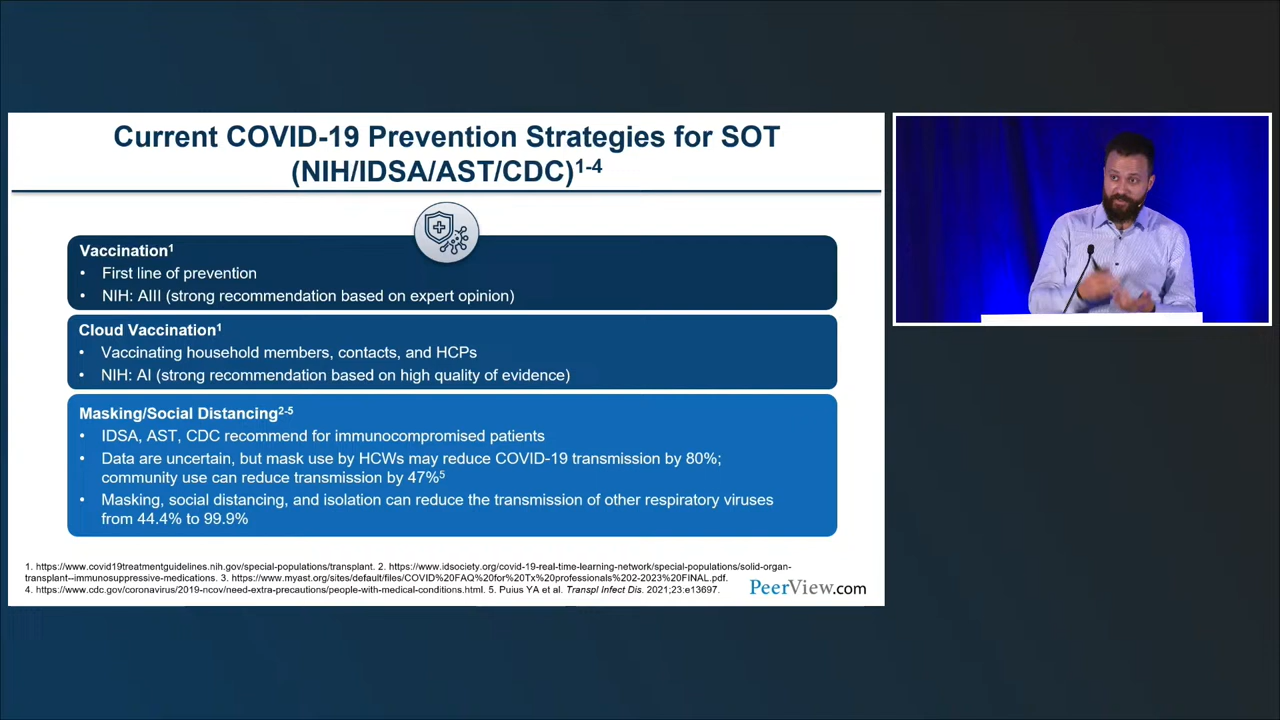 Current COVID-19 Prevention Strategies for SOT
(NIH/IDSA/AST/CDC)1-4
Vaccination1
• First line of prevention
• NIH: AIII (strong recommendation based on expert opinion)
Cloud Vaccination1
• Vaccinating household members, contacts, and HCPs
• NIH: AI (strong recommendation based on high quality of evidence)
Masking/Social Distancing2-5
• IDSA, AST, CDC recommend for immunocompromised patients
• Data are uncertain, but mask use by HCWs may reduce COVID-19 transmission by 80%;
community use can reduce transmission by 47%5
• Masking, social distancing, and isolation can reduce the transmission of other respiratory viruses
from 44.4% to 99.9%
1. https://www.covid19treatmentguidelines.nih.gov/special-populations/transplant. 2. https://www.idsociety.org/covid-19-real-time-learning-network/special-populations/solid-organ-
transplant--immunosuppressive-medications. 3. https://www.myast.org/sites/default/files/COVID%20FAQ%20for%20Tx%20professionals%202-2023%20FINAL.pdf.
4. https://www.cdc.gov/coronavirus/2019-ncov/need-extra-precautions/people-with-medical-conditions.html. 5. Puius YA et al. Transpl Infect Dis. 2021;23:e13697.
PeerView.com